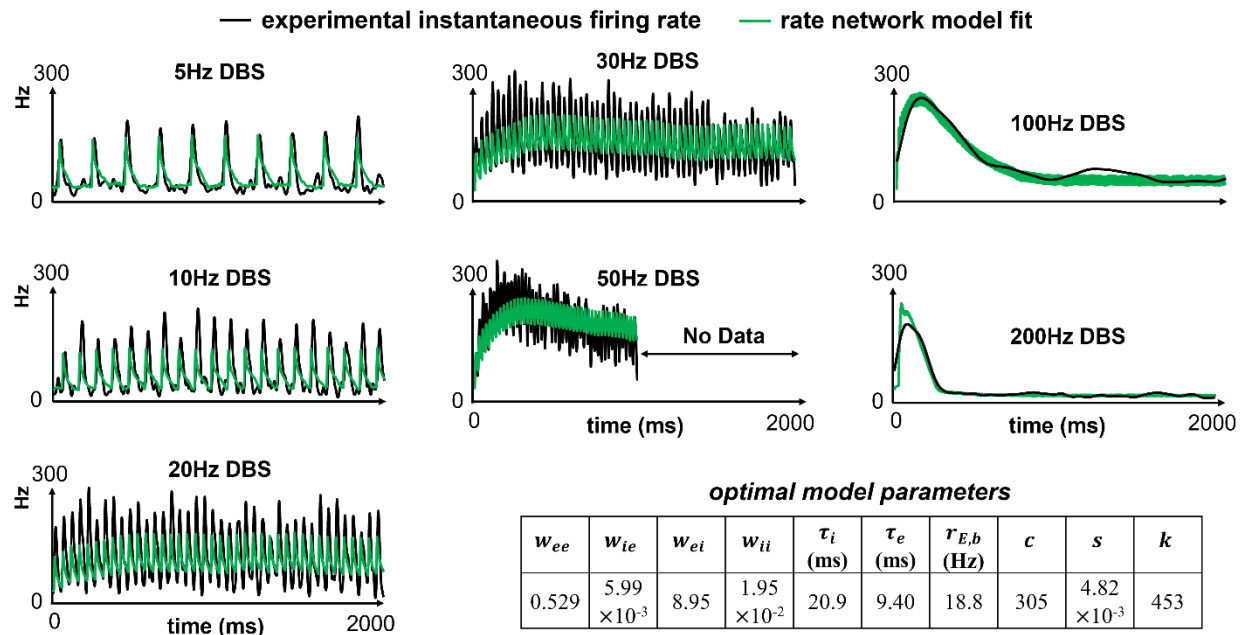 experimental instantaneous firing rate rate network model fit
5Hz DBS
300
Hz
0
30Hz DBS
300
0
100Hz DBS
300
0
10Hz DBS
300
0
50Hz DBS
300
No Data
0
0 time (ms) 2000
200Hz DBS
300
0
0 time (ms) 2000
20Hz DBS
300
Hz
0
0 time (ms) 2000
optimal model parameters
w_ee w_ie w_ei w_ii τ_i (ms) τ_e (ms) r_E,b (Hz) c s k
0.529 5.99 ×10⁻³ 8.95 1.95 ×10⁻² 20.9 9.40 18.8 305 4.82 ×10⁻³ 453